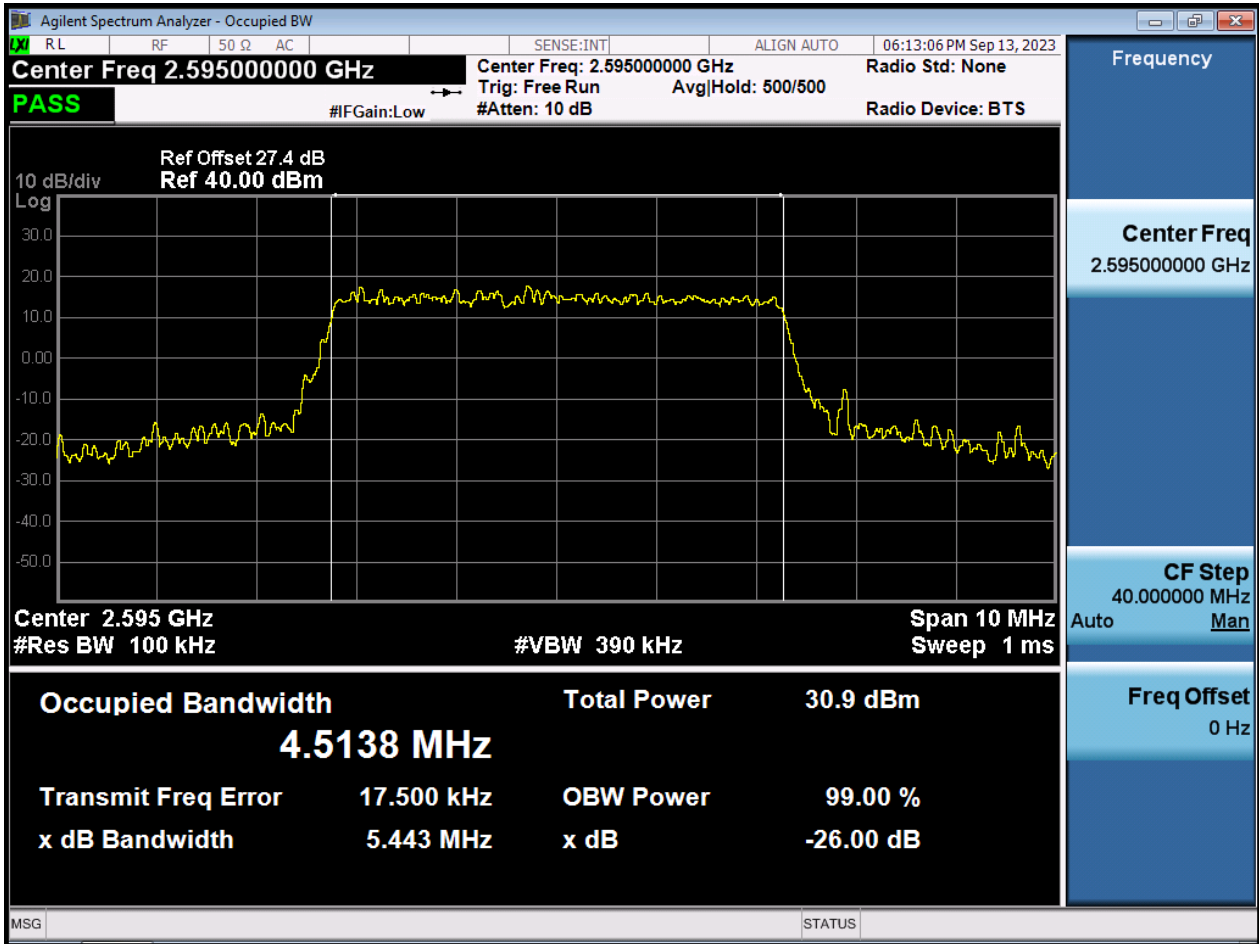 Agilent Spectrum Analyzer - Occupied BW
LXI RL RF 50 Ω AC SENSE:INT ALIGN AUTO 06:13:06 PM Sep 13, 2023
Center Freq 2.595000000 GHz
Center Freq: 2.595000000 GHz Radio Std: None
Trig: Free Run Avg|Hold: 500/500
PASS #IFGain:Low #Atten: 10 dB Radio Device: BTS
Ref Offset 27.4 dB
10 dB/div Ref 40.00 dBm
Log
30.0
20.0
10.0
0.00
-10.0
-20.0
-30.0
-40.0
-50.0
Center 2.595 GHz Span 10 MHz
#Res BW 100 kHz #VBW 390 kHz Sweep 1 ms
Occupied Bandwidth Total Power 30.9 dBm
4.5138 MHz
Transmit Freq Error 17.500 kHz OBW Power 99.00 %
x dB Bandwidth 5.443 MHz x dB -26.00 dB
MSG STATUS
Frequency
Center Freq
2.595000000 GHz
CF Step
40.000000 MHz
Auto Man
Freq Offset
0 Hz